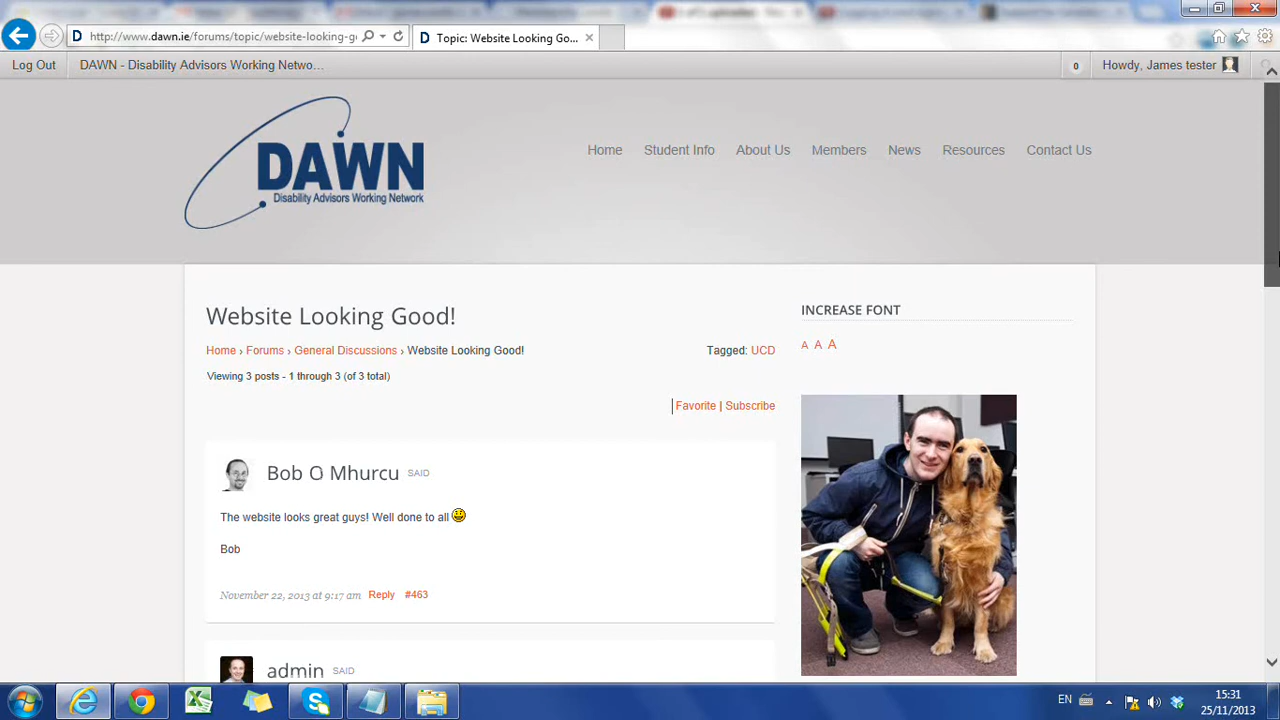 http://www.dawn.ie/forums/topic/website-looking-g
D Topic: Website Looking Go...
Log Out DAWN - Disability Advisors Working Netwo... 0 Howdy, James tester
DAWN
Disability Advisors Working Network
Home Student Info About Us Members News Resources Contact Us
Website Looking Good!
INCREASE FONT
Home › Forums › General Discussions › Website Looking Good! Tagged: UCD
A A A
Viewing 3 posts - 1 through 3 (of 3 total)
Favorite | Subscribe
Bob O Mhurcu SAID
The website looks great guys! Well done to all
Bob
November 22, 2013 at 9:17 am Reply #463
admin SAID
EN 15:31
25/11/2013